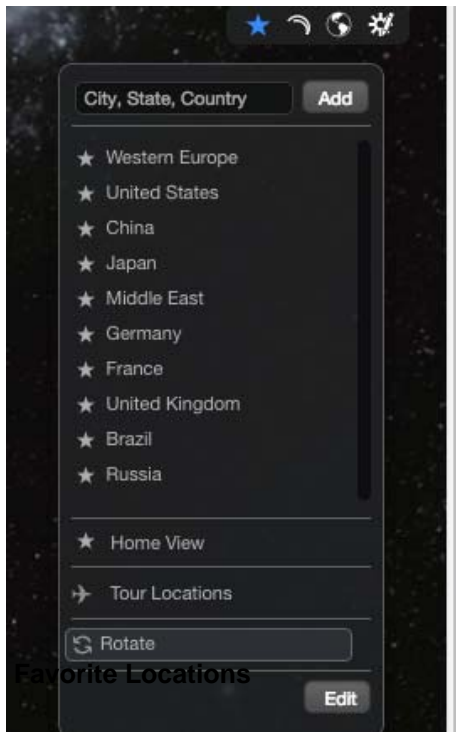 City, State, Country
Add
Western Europe
United States
China
Japan
Middle East
Germany
France
United Kingdom
Brazil
Russia
Home View
Tour Locations
Rotate
Favorite Locations
Edit